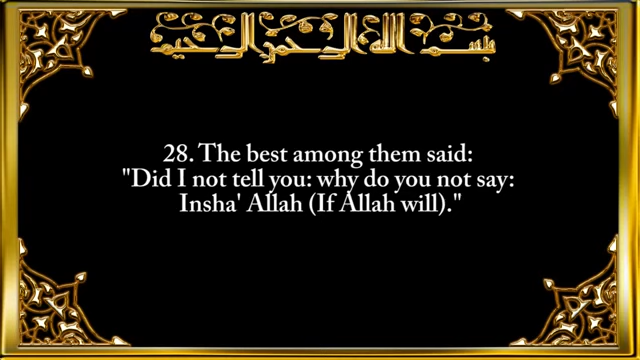 بسم الله الرحمن الرحيم
28. The best among them said:
"Did I not tell you: why do you not say:
Insha' Allah (If Allah will)."